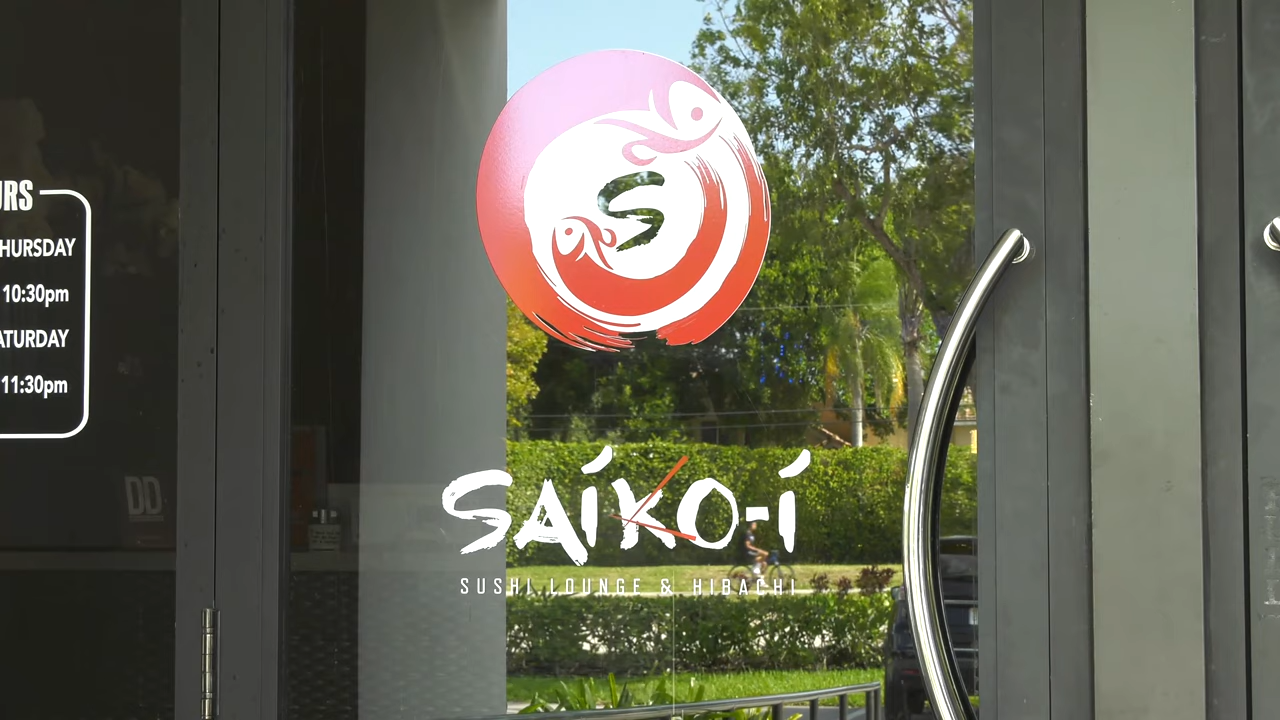 URS
HURSDAY
10:30pm
ATURDAY
11:30pm
DD
S
SAÍKO-Í
SUSHI LOUNGE & HIBACHI